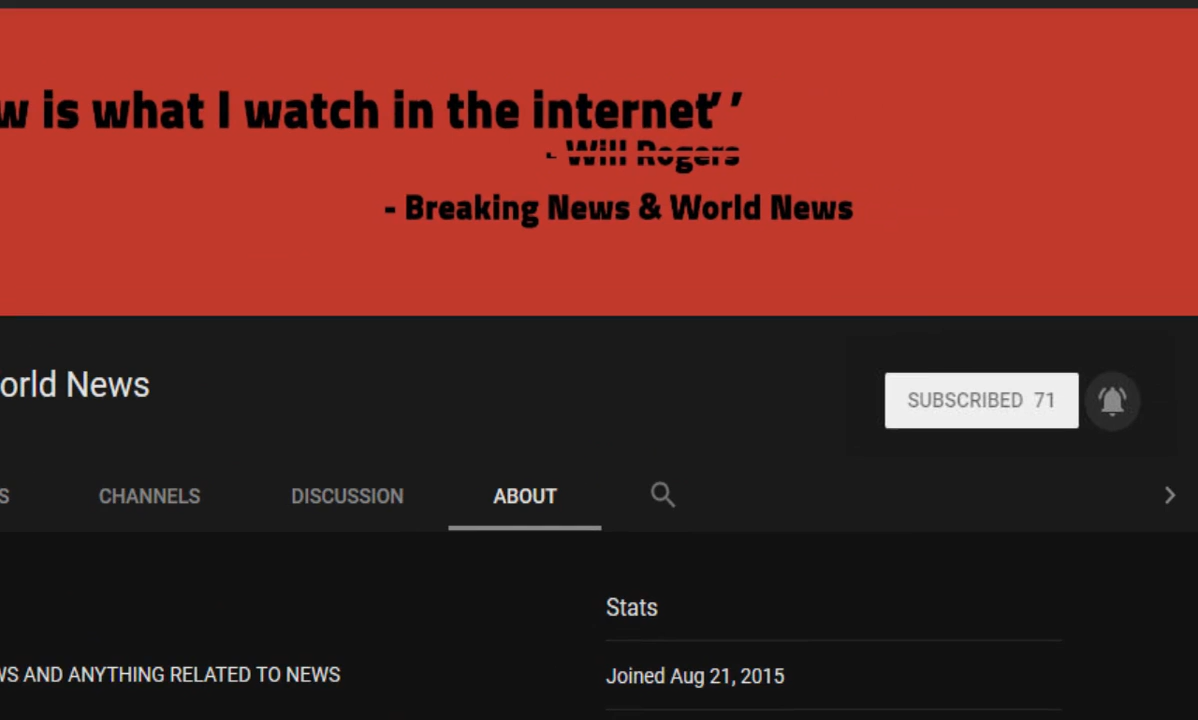 w is what I watch in the internet’’
- Will Rogers
- Breaking News & World News
orld News
SUBSCRIBED 71
S CHANNELS DISCUSSION ABOUT
Stats
WS AND ANYTHING RELATED TO NEWS
Joined Aug 21, 2015